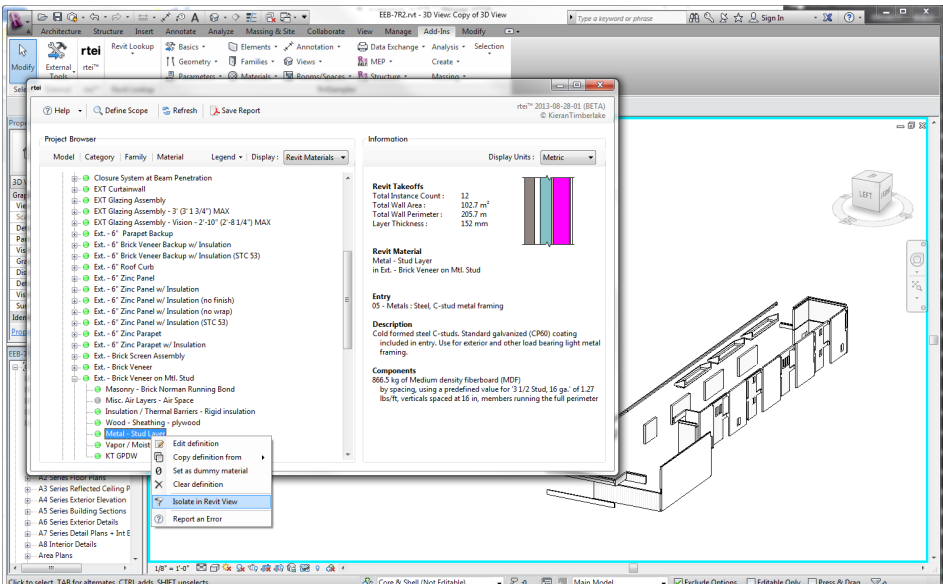 EEB-7R2.rvt - 3D View: Copy of 3D View
Type a keyword or phrase
Sign In
Architecture Structure Insert Annotate Analyze Massing & Site Collaborate View Manage Add-Ins Modify
Modify
External Tools
rtei
rtei™
Revit Lookup
Basics
Elements
Annotation
Data Exchange
Analysis
Selection
Geometry
Families
Views
MEP
Create
Parameters
Materials
Rooms/Spaces
Structure
Massing
rtei
Help
Define Scope
Refresh
Save Report
rtei™ 2013-08-28-01 (BETA)
© KieranTimberlake
Project Browser
Model Category Family Material Legend Display: Revit Materials
Closure System at Beam Penetration
EXT Curtainwall
EXT Glazing Assembly
EXT Glazing Assembly - 3' (3' 1 3/4") MAX
EXT Glazing Assembly - Vision - 2'-10" (2'-8 1/4") MAX
Ext. - 6" Parapet Backup
Ext. - 6" Brick Veneer Backup w/ Insulation
Ext. - 6" Brick Veneer Backup w/ Insulation (STC 53)
Ext. - 6" Roof Curb
Ext. - 6" Zinc Panel
Ext. - 6" Zinc Panel w/ Insulation
Ext. - 6" Zinc Panel w/ Insulation (no finish)
Ext. - 6" Zinc Panel w/ Insulation (no wrap)
Ext. - 6" Zinc Panel w/ Insulation (STC 53)
Ext. - 6" Zinc Parapet
Ext. - 6" Zinc Parapet w/ Insulation
Ext. - Brick Screen Assembly
Ext. - Brick Veneer
Ext. - Brick Veneer on Mtl. Stud
Masonry - Brick Norman Running Bond
Misc. Air Layers - Air Space
Insulation / Thermal Barriers - Rigid insulation
Wood - Sheathing - plywood
Metal - Stud Layer
Vapor / Moist
KT GPDW
Edit definition
Copy definition from
Set as dummy material
Clear definition
Isolate in Revit View
Report an Error
Information
Display Units : Metric
Revit Takeoffs
Total Instance Count : 12
Total Wall Area : 102.7 m²
Total Wall Perimeter : 205.7 m
Layer Thickness : 152 mm
Revit Material
Metal - Stud Layer
in Ext. - Brick Veneer on Mtl. Stud
Entry
05 - Metals : Steel, C-stud metal framing
Description
Cold formed steel C-studs. Standard galvanized (CP60) coating
included in entry. Use for exterior and other load bearing light metal
framing.
Components
866.5 kg of Medium density fiberboard (MDF)
by spacing, using a predefined value for '3 1/2 Stud, 16 ga.' of 1.27
lbs/ft, verticals spaced at 16 in, members running the full perimeter
LEFT
A2 Series Floor Plans
A3 Series Reflected Ceiling P
A4 Series Exterior Elevation
A5 Series Building Sections
A6 Series Exterior Details
A7 Series Detail Plans + Int E
A8 Interior Details
Area Plans
1/8" = 1'-0"
Click to select, TAB for alternates, CTRL adds, SHIFT unselects.
Core & Shell (Not Editable)
:0
Main Model
Exclude Options
Editable Only
Press & Drag
:0